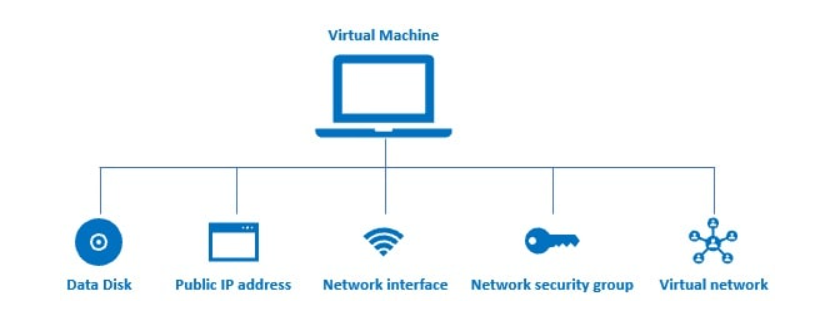 Virtual Machine
Data Disk
Public IP address
Network interface
Network security group
Virtual network